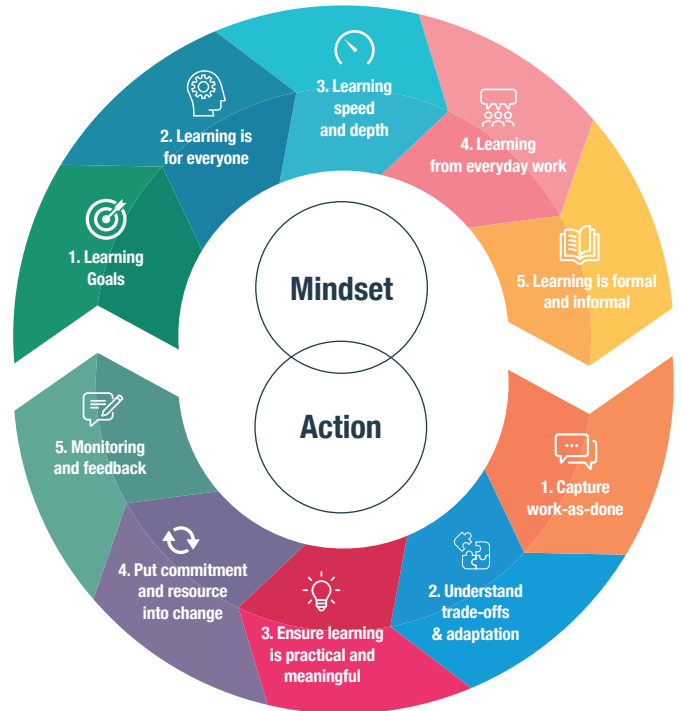 1. Learning
Goals
2. Learning is
for everyone
3. Learning
speed
and depth
4. Learning
from everyday work
5. Learning is formal
and informal
Mindset
Action
1. Capture
work-as-done
2. Understand
trade-offs
& adaptation
3. Ensure learning
is practical and
meaningful
4. Put commitment
and resource
into change
5. Monitoring
and feedback